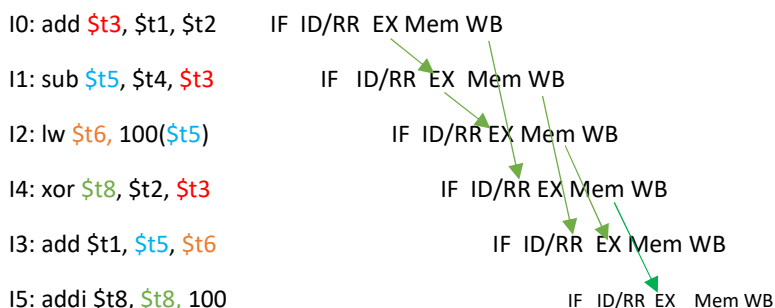 I0: add $t3, $t1, $t2 IF ID/RR EX Mem WB
I1: sub $t5, $t4, $t3 IF ID/RR EX Mem WB
I2: lw $t6, 100($t5) IF ID/RR EX Mem WB
I4: xor $t8, $t2, $t3 IF ID/RR EX Mem WB
I3: add $t1, $t5, $t6 IF ID/RR EX Mem WB
I5: addi $t8, $t8, 100 IF ID/RR EX Mem WB